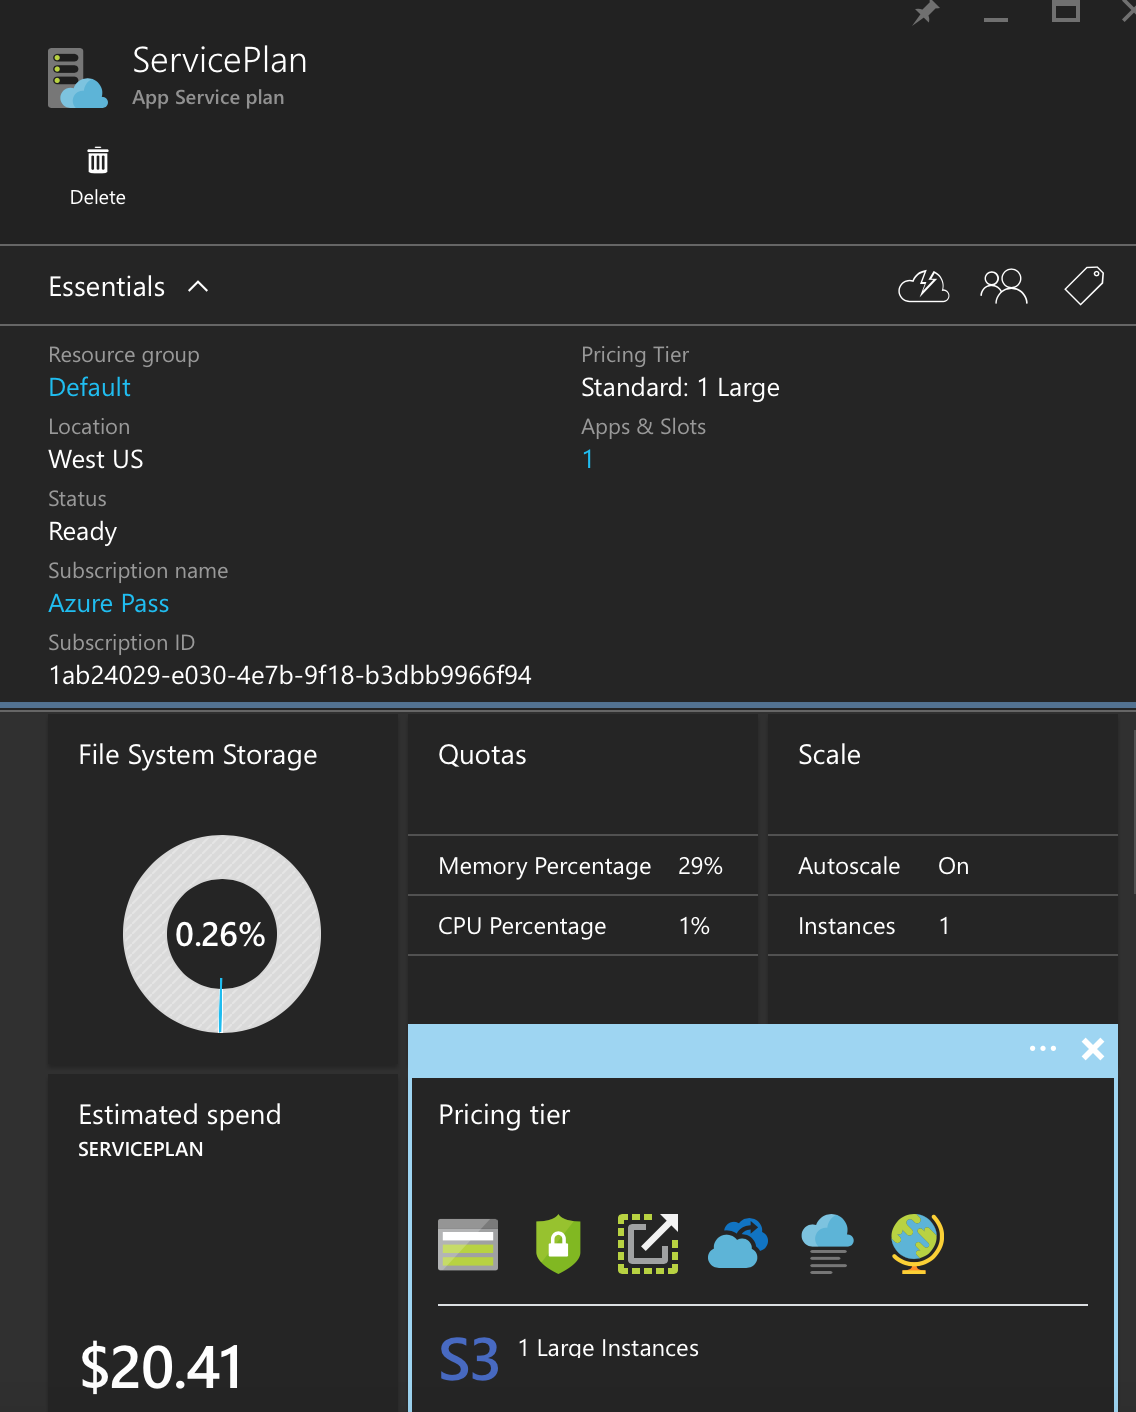 ServicePlan
App Service plan
Delete
Essentials
Resource group
Default
Location
West US
Status
Ready
Subscription name
Azure Pass
Subscription ID
1ab24029-e030-4e7b-9f18-b3dbb9966f94
Pricing Tier
Standard: 1 Large
Apps & Slots
1
File System Storage
0.26%
Quotas
Memory Percentage 29%
CPU Percentage 1%
Scale
Autoscale On
Instances 1
Estimated spend
SERVICEPLAN
$20.41
Pricing tier
S3 1 Large Instances